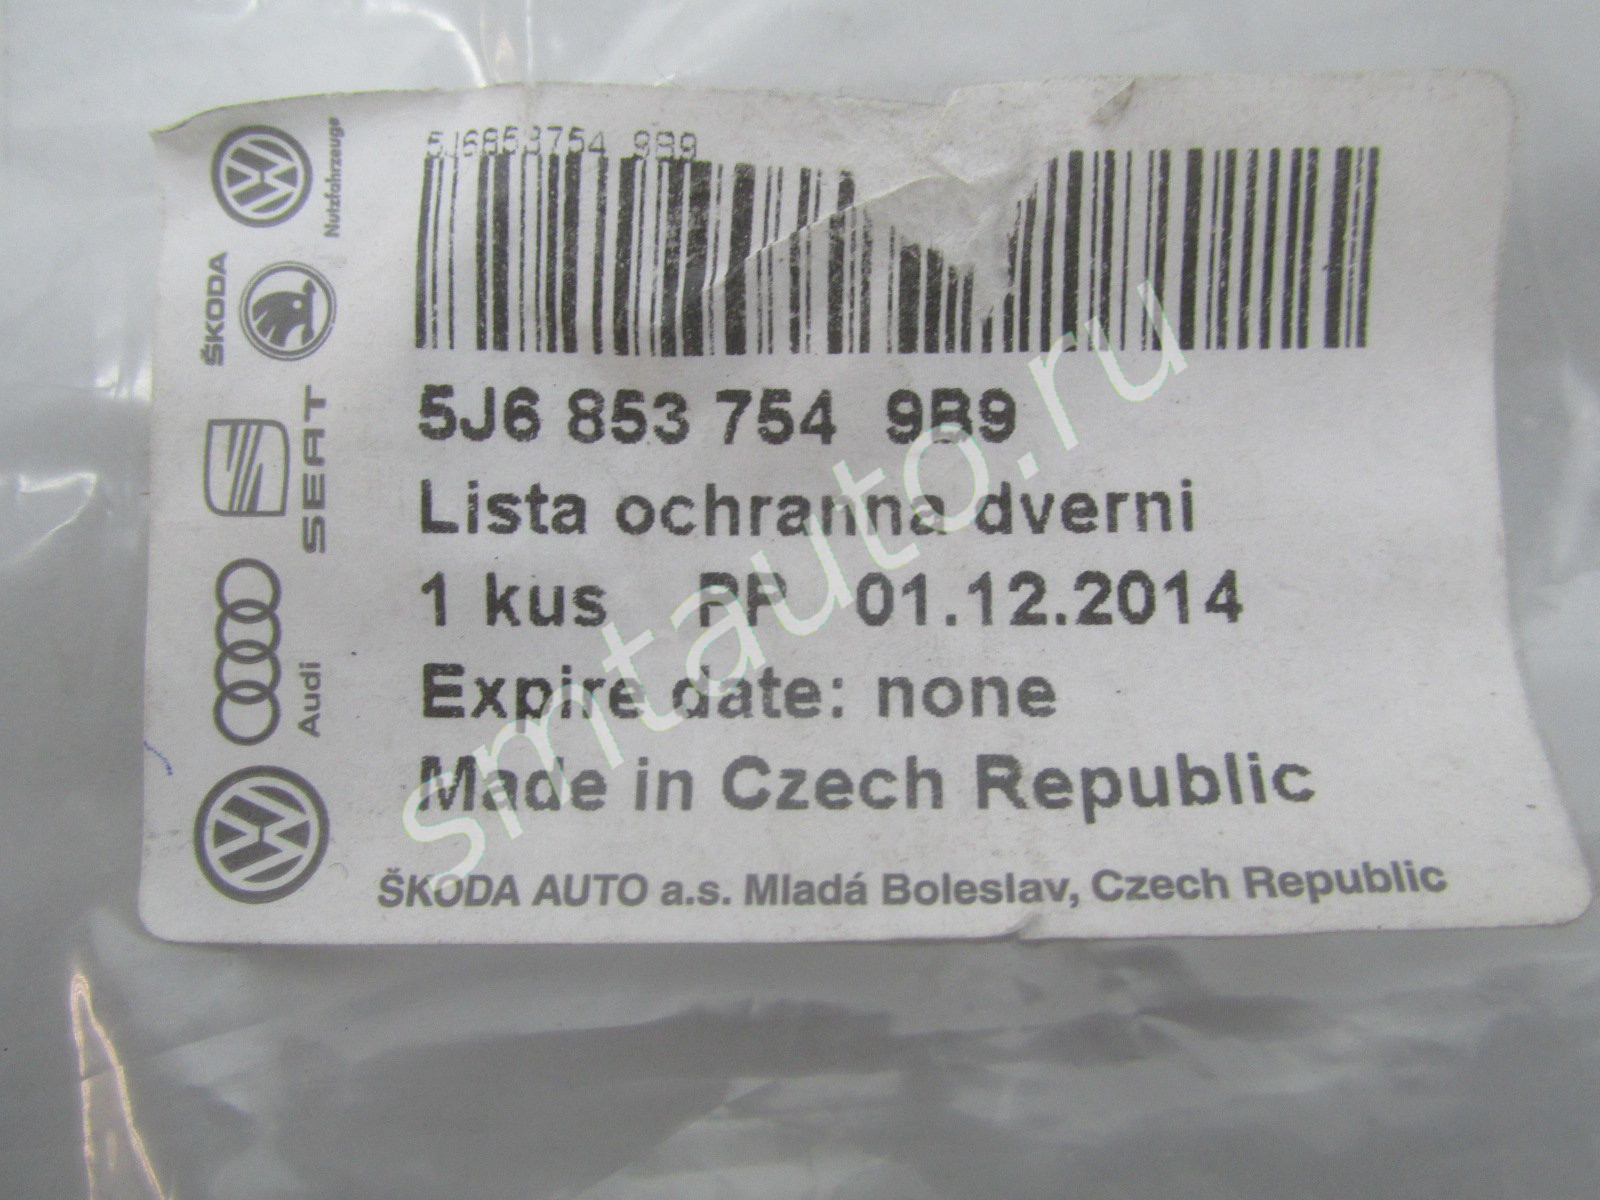 5J6853754 9B9
5J6 853 754 9B9
Lista ochranna dverni
1 kus PP 01.12.2014
Expire date: none
Made in Czech Republic
ŠKODA AUTO a.s. Mladá Boleslav, Czech Republic
Nutzfahrzeuge
ŠKODA
SEAT
Audi
smtauto.ru